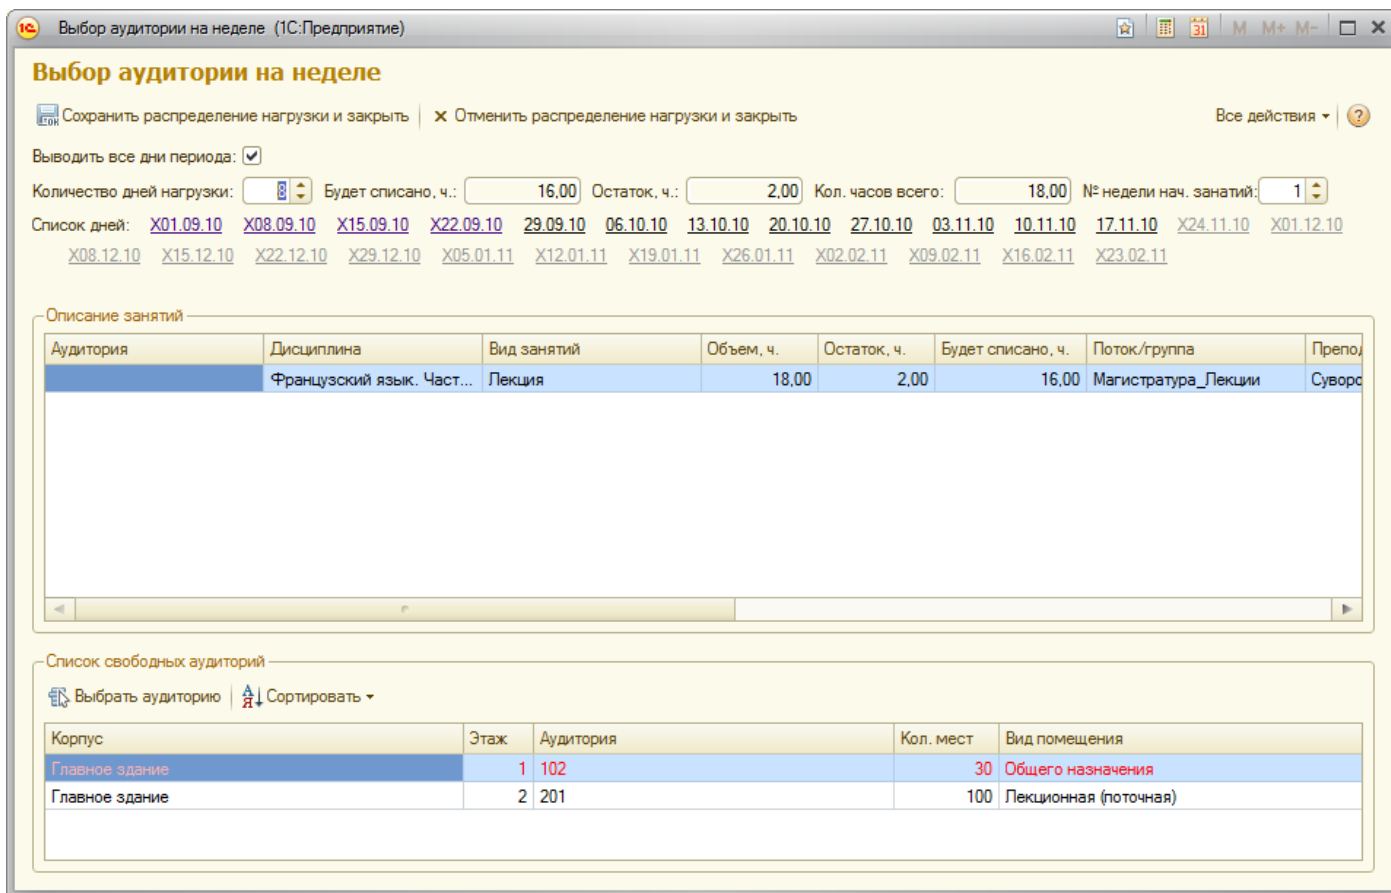 Выбор аудитории на неделе (1С:Предприятие) 31 M M+ M-
Выбор аудитории на неделе
Сохранить распределение нагрузки и закрыть Отменить распределение нагрузки и закрыть Все действия ?
Выводить все дни периода:
Количество дней нагрузки: 8 Будет списано, ч.: 16,00 Остаток, ч.: 2,00 Кол. часов всего: 18,00 № недели нач. занатий: 1
Список дней: X01.09.10 X08.09.10 X15.09.10 X22.09.10 29.09.10 06.10.10 13.10.10 20.10.10 27.10.10 03.11.10 10.11.10 17.11.10 X24.11.10 X01.12.10
X08.12.10 X15.12.10 X22.12.10 X29.12.10 X05.01.11 X12.01.11 X19.01.11 X26.01.11 X02.02.11 X09.02.11 X16.02.11 X23.02.11
Описание занятий
Аудитория Дисциплина Вид занятий Объем, ч. Остаток, ч. Будет списано, ч. Поток/группа Препод
Французский язык. Част... Лекция 18,00 2,00 16,00 Магистратура_Лекции Суворо
Список свободных аудиторий
Выбрать аудиторию Сортировать
Корпус Этаж Аудитория Кол. мест Вид помещения
Главное здание 1 102 30 Общего назначения
Главное здание 2 201 100 Лекционная (поточная)